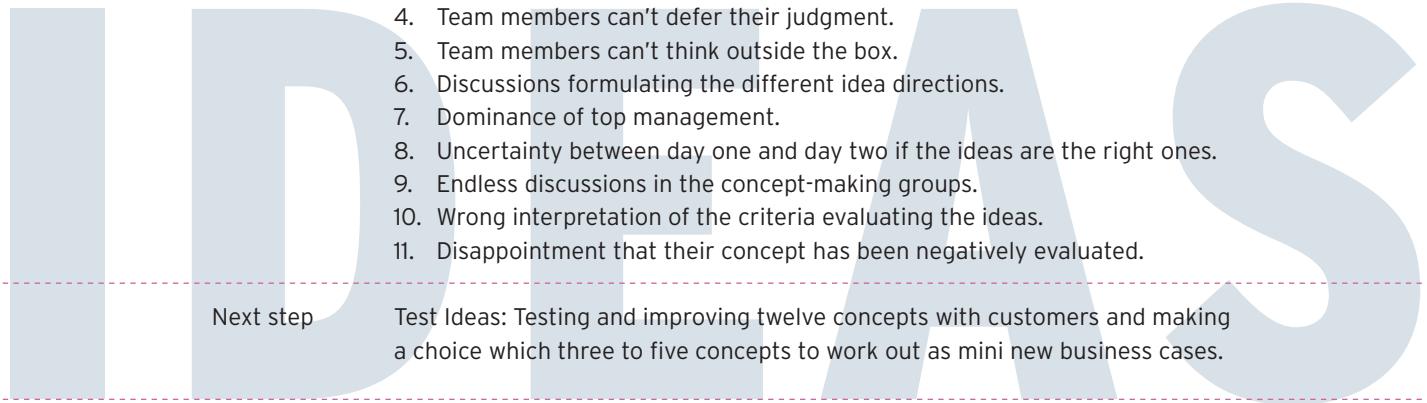 IDEAS
4. Team members can't defer their judgment.
5. Team members can't think outside the box.
6. Discussions formulating the different idea directions.
7. Dominance of top management.
8. Uncertainty between day one and day two if the ideas are the right ones.
9. Endless discussions in the concept-making groups.
10. Wrong interpretation of the criteria evaluating the ideas.
11. Disappointment that their concept has been negatively evaluated.
Next step
Test Ideas: Testing and improving twelve concepts with customers and making
a choice which three to five concepts to work out as mini new business cases.